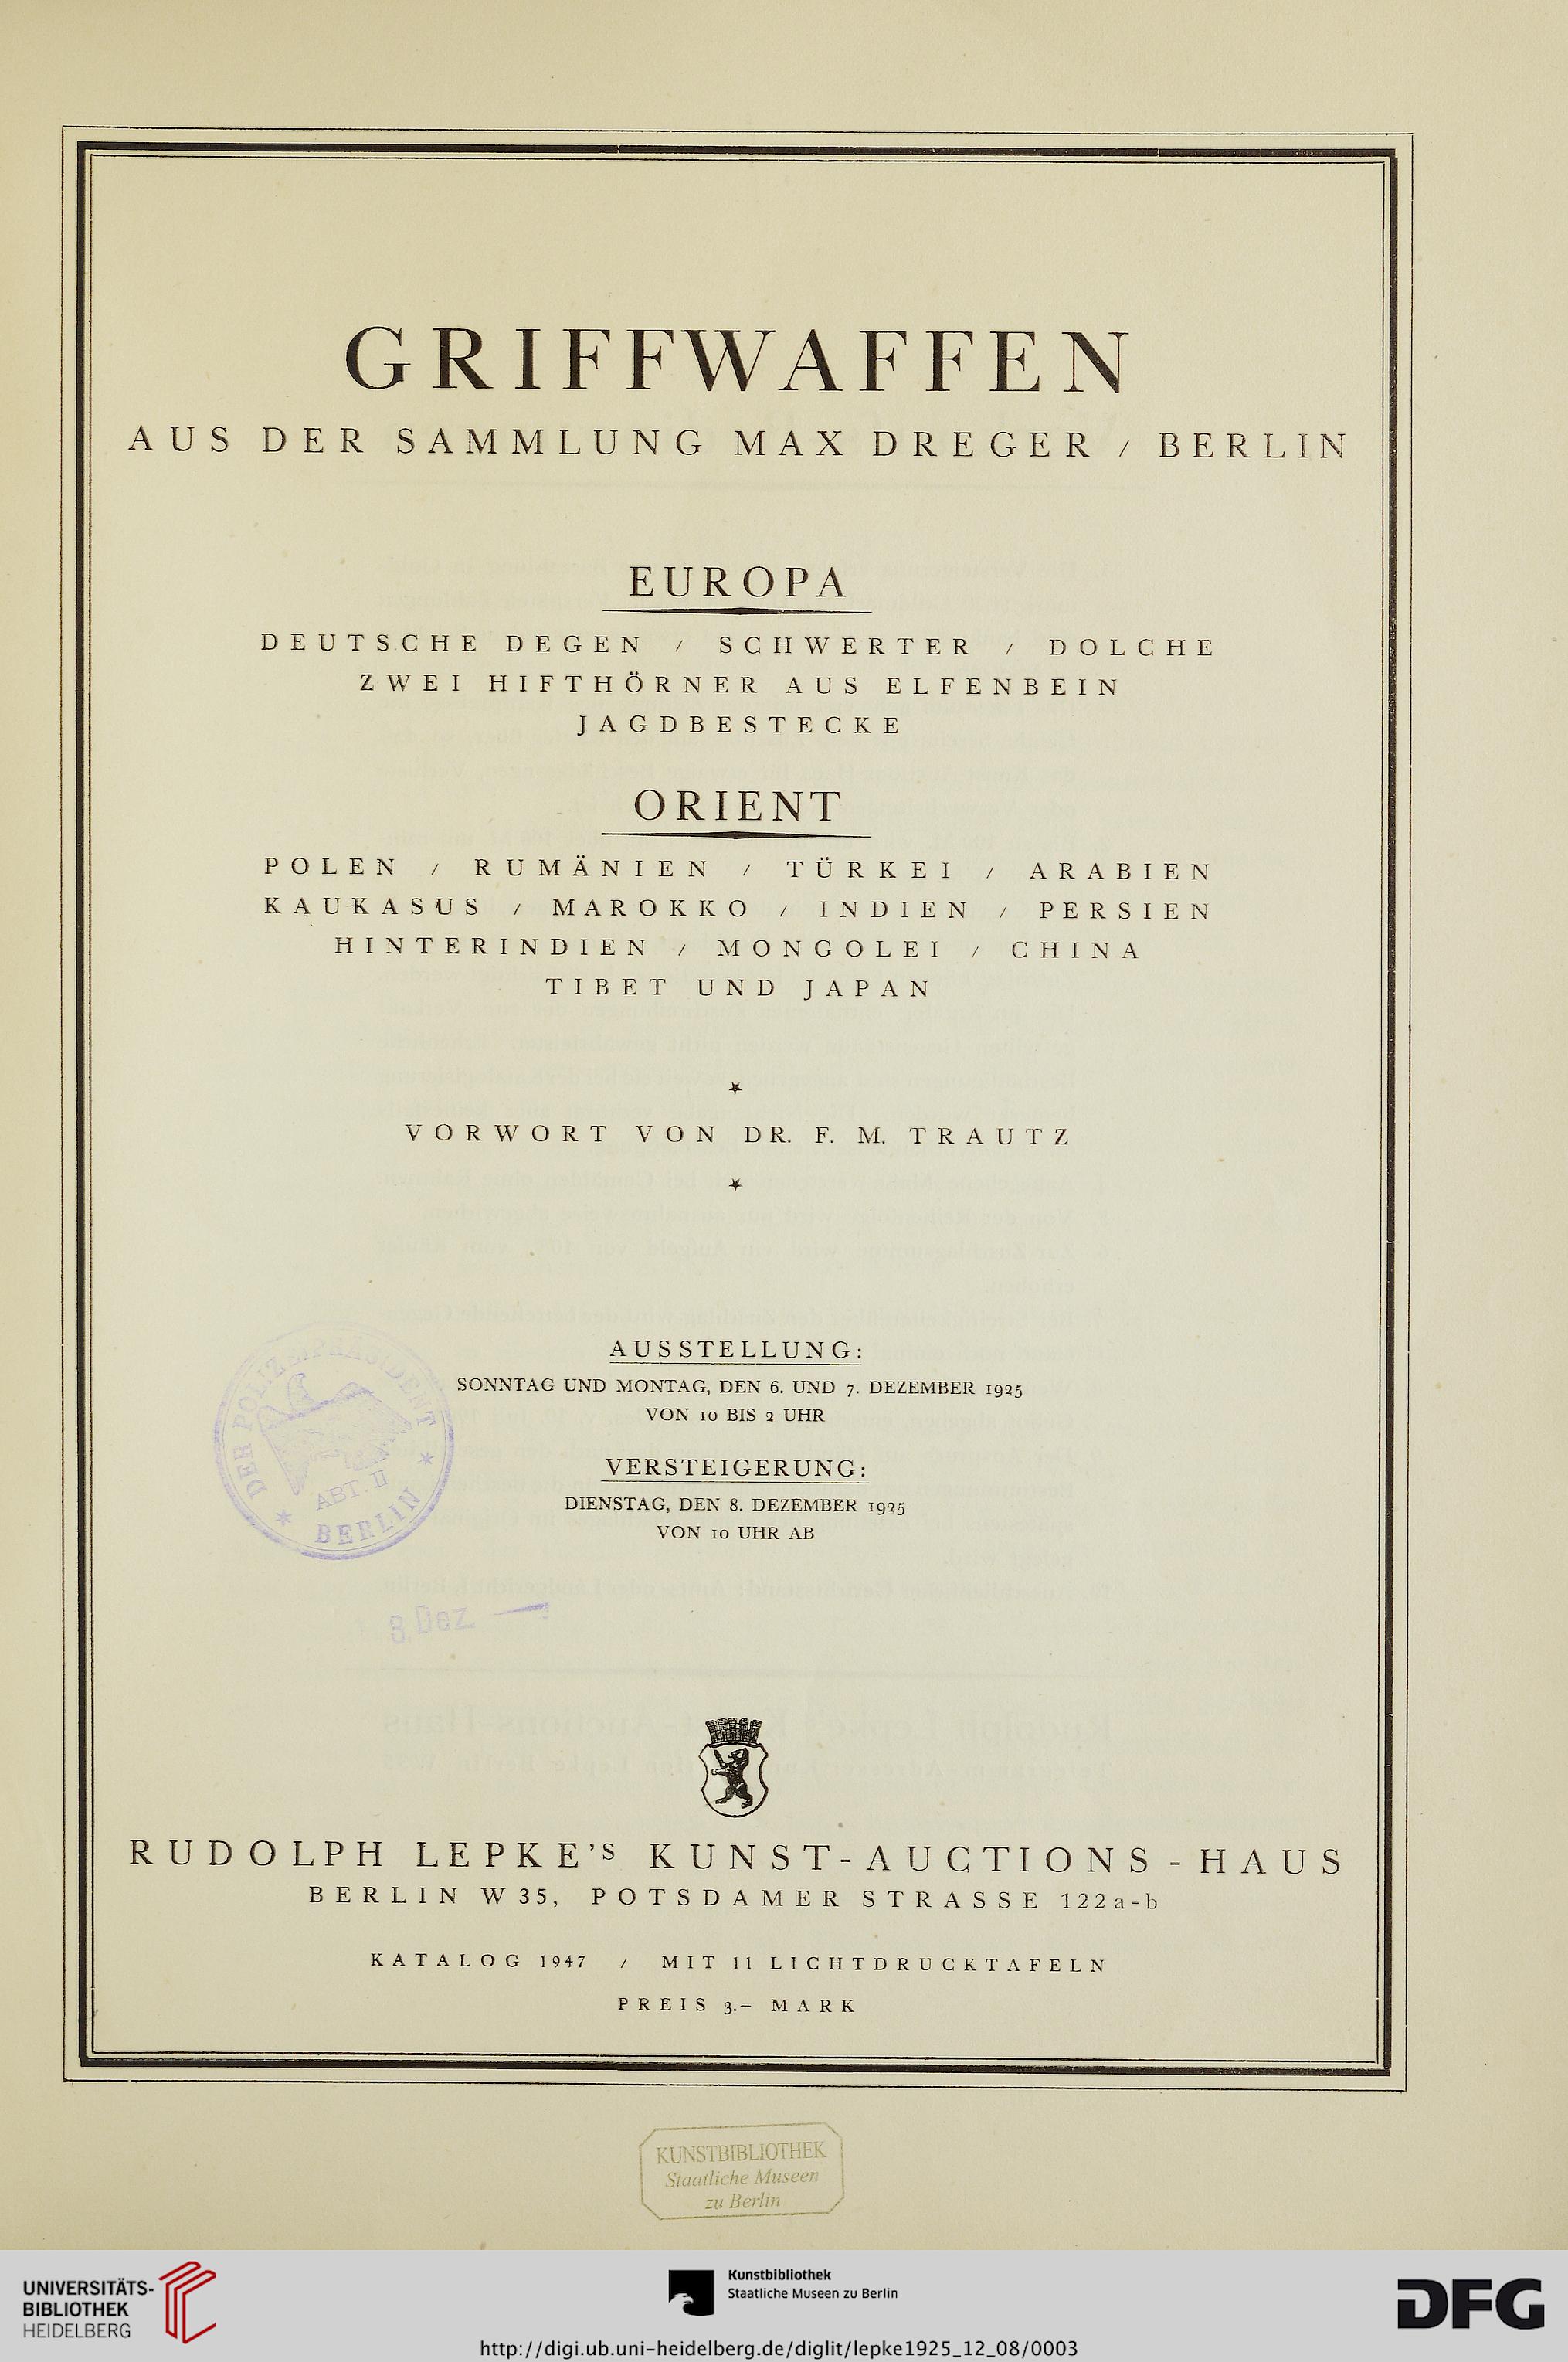 GRIFFWAFFEN
AUS DER SAMMLUNG MAX DREGER / BERLIN
EUROPA
DEUTSCHE DEGEN / SCHWERTER / DOLCHE
ZWEI HIFTHÖRNER AUS ELFENBEIN
JAGDBESTECKE
ORIENT
POLEN / RUMÄNIEN / TÜRKEI / ARABIEN
KAUKASUS / MAROKKO / INDIEN / PERSIEN
HINTERINDIEN / MONGOLEI / CHINA
TIBET UND JAPAN
VORWORT VON DR. F. M. TRAUTZ
AUSSTELLUNG:
SONNTAG UND MONTAG, DEN 6. UND 7. DEZEMBER 1925
VON 10 BIS 2 UHR
VERSTEIGERUNG:
DIENSTAG, DEN 8. DEZEMBER 1925
VON 10 UHR AB
DER POLIZEIPRÄSIDENT
ABT. II
BERLIN
8. Dez.
RUDOLPH LEPKE'S KUNST-AUCTIONS-HAUS
BERLIN W 35, POTSDAMER STRASSE 122a-b
KATALOG 1947 / MIT 11 LICHTDRUCKTAFELN
PREIS 3.– MARK
KUNSTBIBLIOTHEK
Staatliche Museen
zu Berlin
UNIVERSITÄTS-
BIBLIOTHEK
HEIDELBERG
Kunstbibliothek
Staatliche Museen zu Berlin
DFG
http://digi.ub.uni-heidelberg.de/diglit/lepke1925_12_08/0003